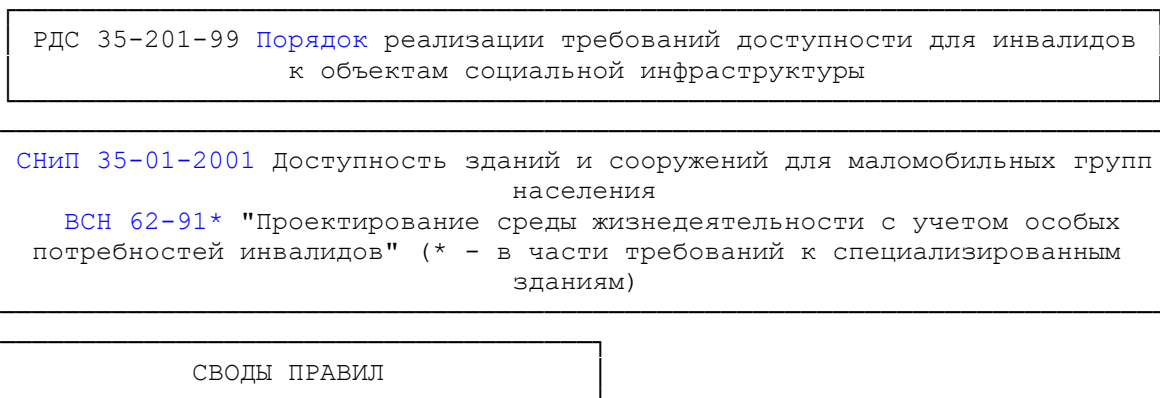 РДС 35-201-99 Порядок реализации требований доступности для инвалидов
к объектам социальной инфраструктуры
СНиП 35-01-2001 Доступность зданий и сооружений для маломобильных групп
населения
ВСН 62-91* "Проектирование среды жизнедеятельности с учетом особых
потребностей инвалидов" (* - в части требований к специализированным
зданиям)
СВОДЫ ПРАВИЛ